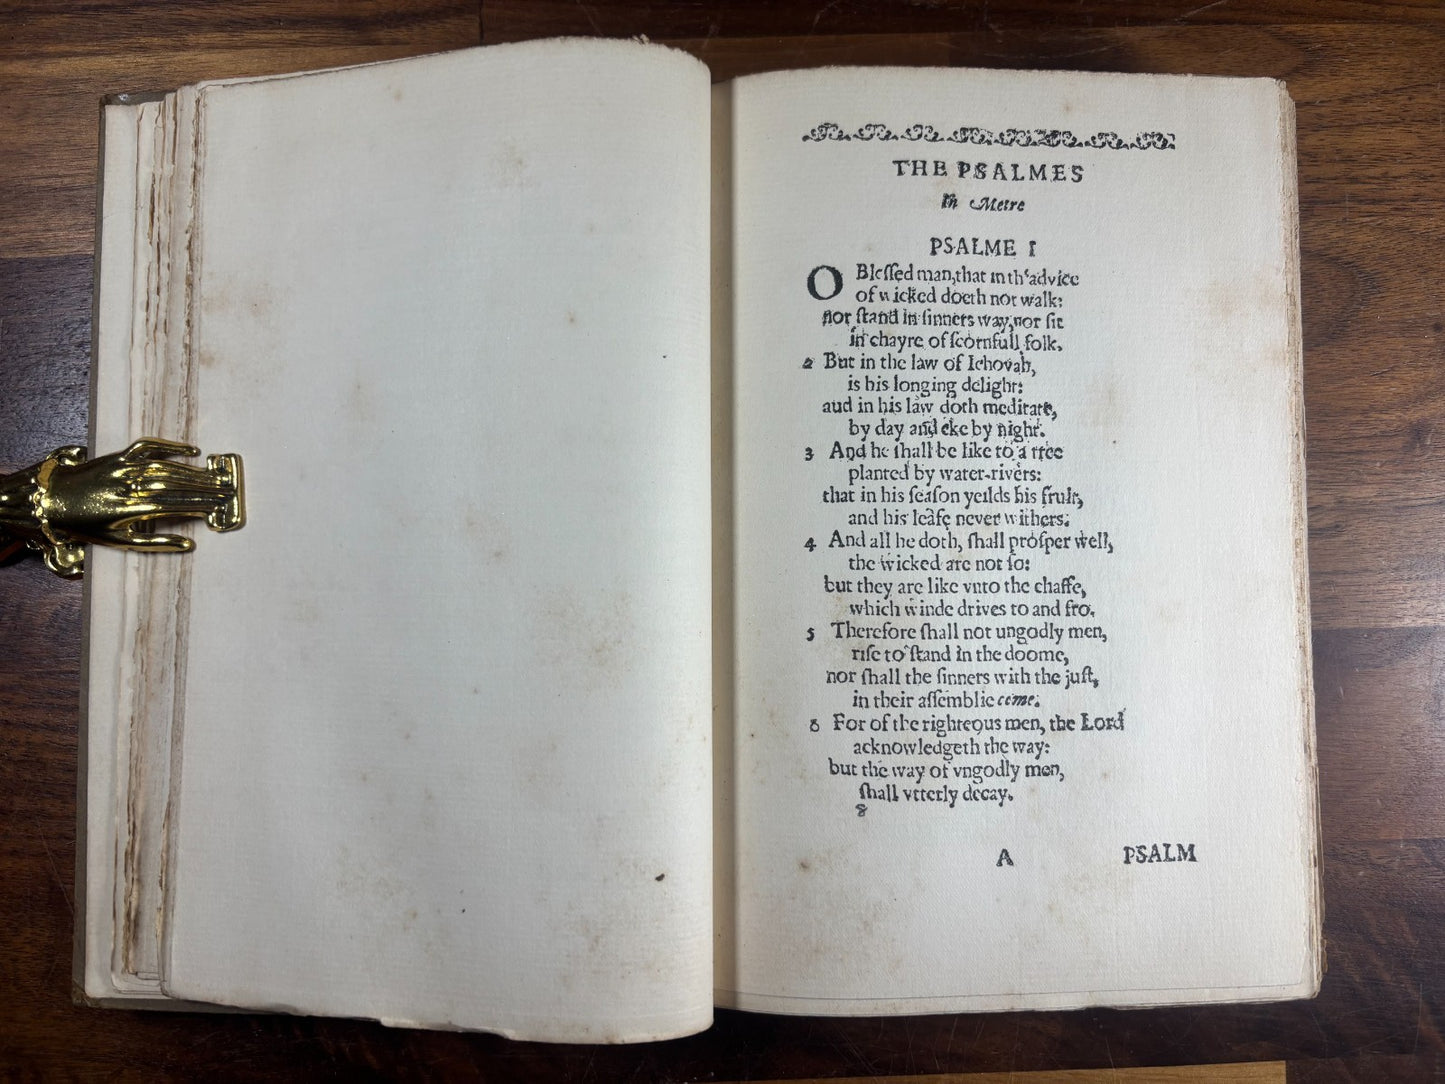 THE PSALMES
In Metre
PSALME I
O Blessed man, that in th'advice
of wicked doeth not walk:
nor stand in sinners way, nor sit
in chayre of scornfull folk.
2 But in the law of Iehovah,
is his longing delight:
aud in his law doth meditate,
by day and eke by night.
3 And he shall be like to a tree
planted by water-rivers:
that in his season yeilds his fruit,
and his leafe never withers.
4 And all he doth, shall prosper well,
the wicked are not so:
but they are like vnto the chaffe,
which winde drives to and fro.
5 Therefore shall not ungodly men,
rise to stand in the doome,
nor shall the sinners with the just,
in their assemblie come.
6 For of the righteous men, the Lord
acknowledgeth the way:
but the way of vngodly men,
shall vtterly decay.
A PSALM